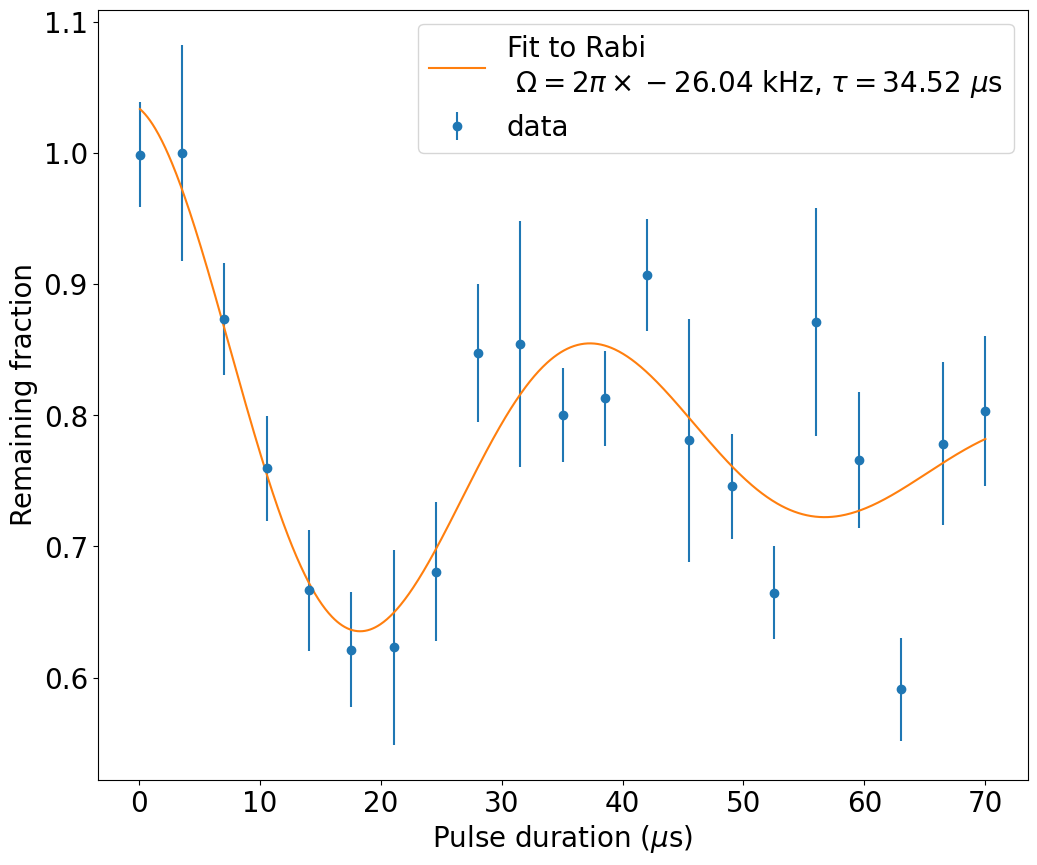 1.1
1.0
0.9
0.8
0.7
0.6
Remaining fraction
Fit to Rabi
Ω = 2π × −26.04 kHz, τ = 34.52 μs
data
0 10 20 30 40 50 60 70
Pulse duration (μs)